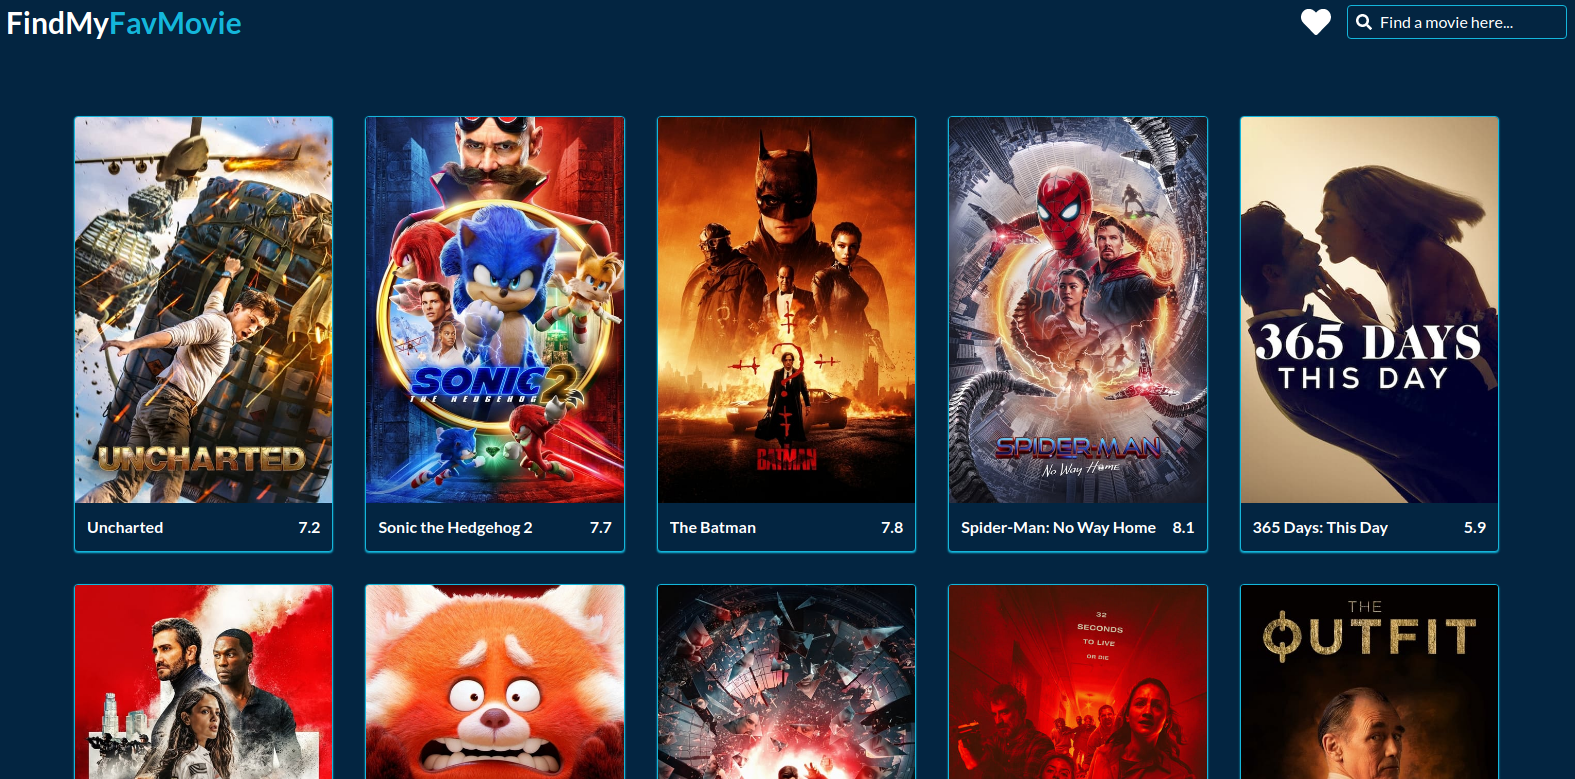 FindMyFavMovie
Find a movie here...
UNCHARTED
SONIC 2
THE HEDGEHOG
THE BATMAN
SPIDER-MAN
No Way Home
365 DAYS
THIS DAY
Uncharted 7.2
Sonic the Hedgehog 2 7.7
The Batman 7.8
Spider-Man: No Way Home 8.1
365 Days: This Day 5.9
32
SECONDS
TO LIVE
OR DIE
THE
OUTFIT